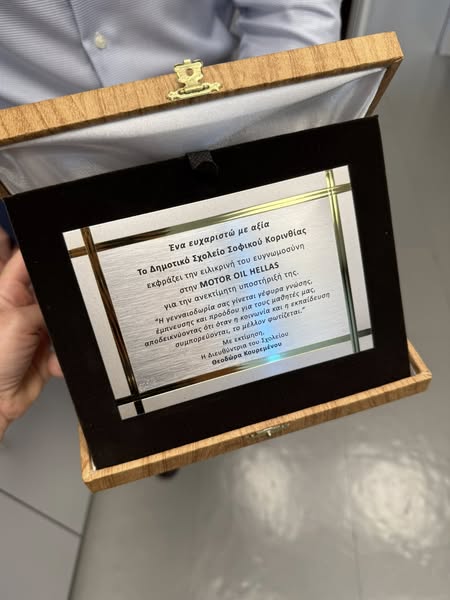 Ένα ευχαριστώ με αξία
Το Δημοτικό Σχολείο Σοφικού Κορινθίας
εκφράζει την ειλικρινή του ευγνωμοσύνη
στην MOTOR OIL HELLAS
για την ανεκτίμητη υποστήριξή της.
“Η γενναιοδωρία σας γίνεται γέφυρα γνώσης,
έμπνευσης και προόδου για τους μαθητές μας,
αποδεικνύοντας ότι όταν η κοινωνία και η εκπαίδευση
συμπορεύονται, το μέλλον φωτίζεται.”
Με εκτίμηση,
Η Διευθύντρια του Σχολείου
Θεοδώρα Κουρεμένου